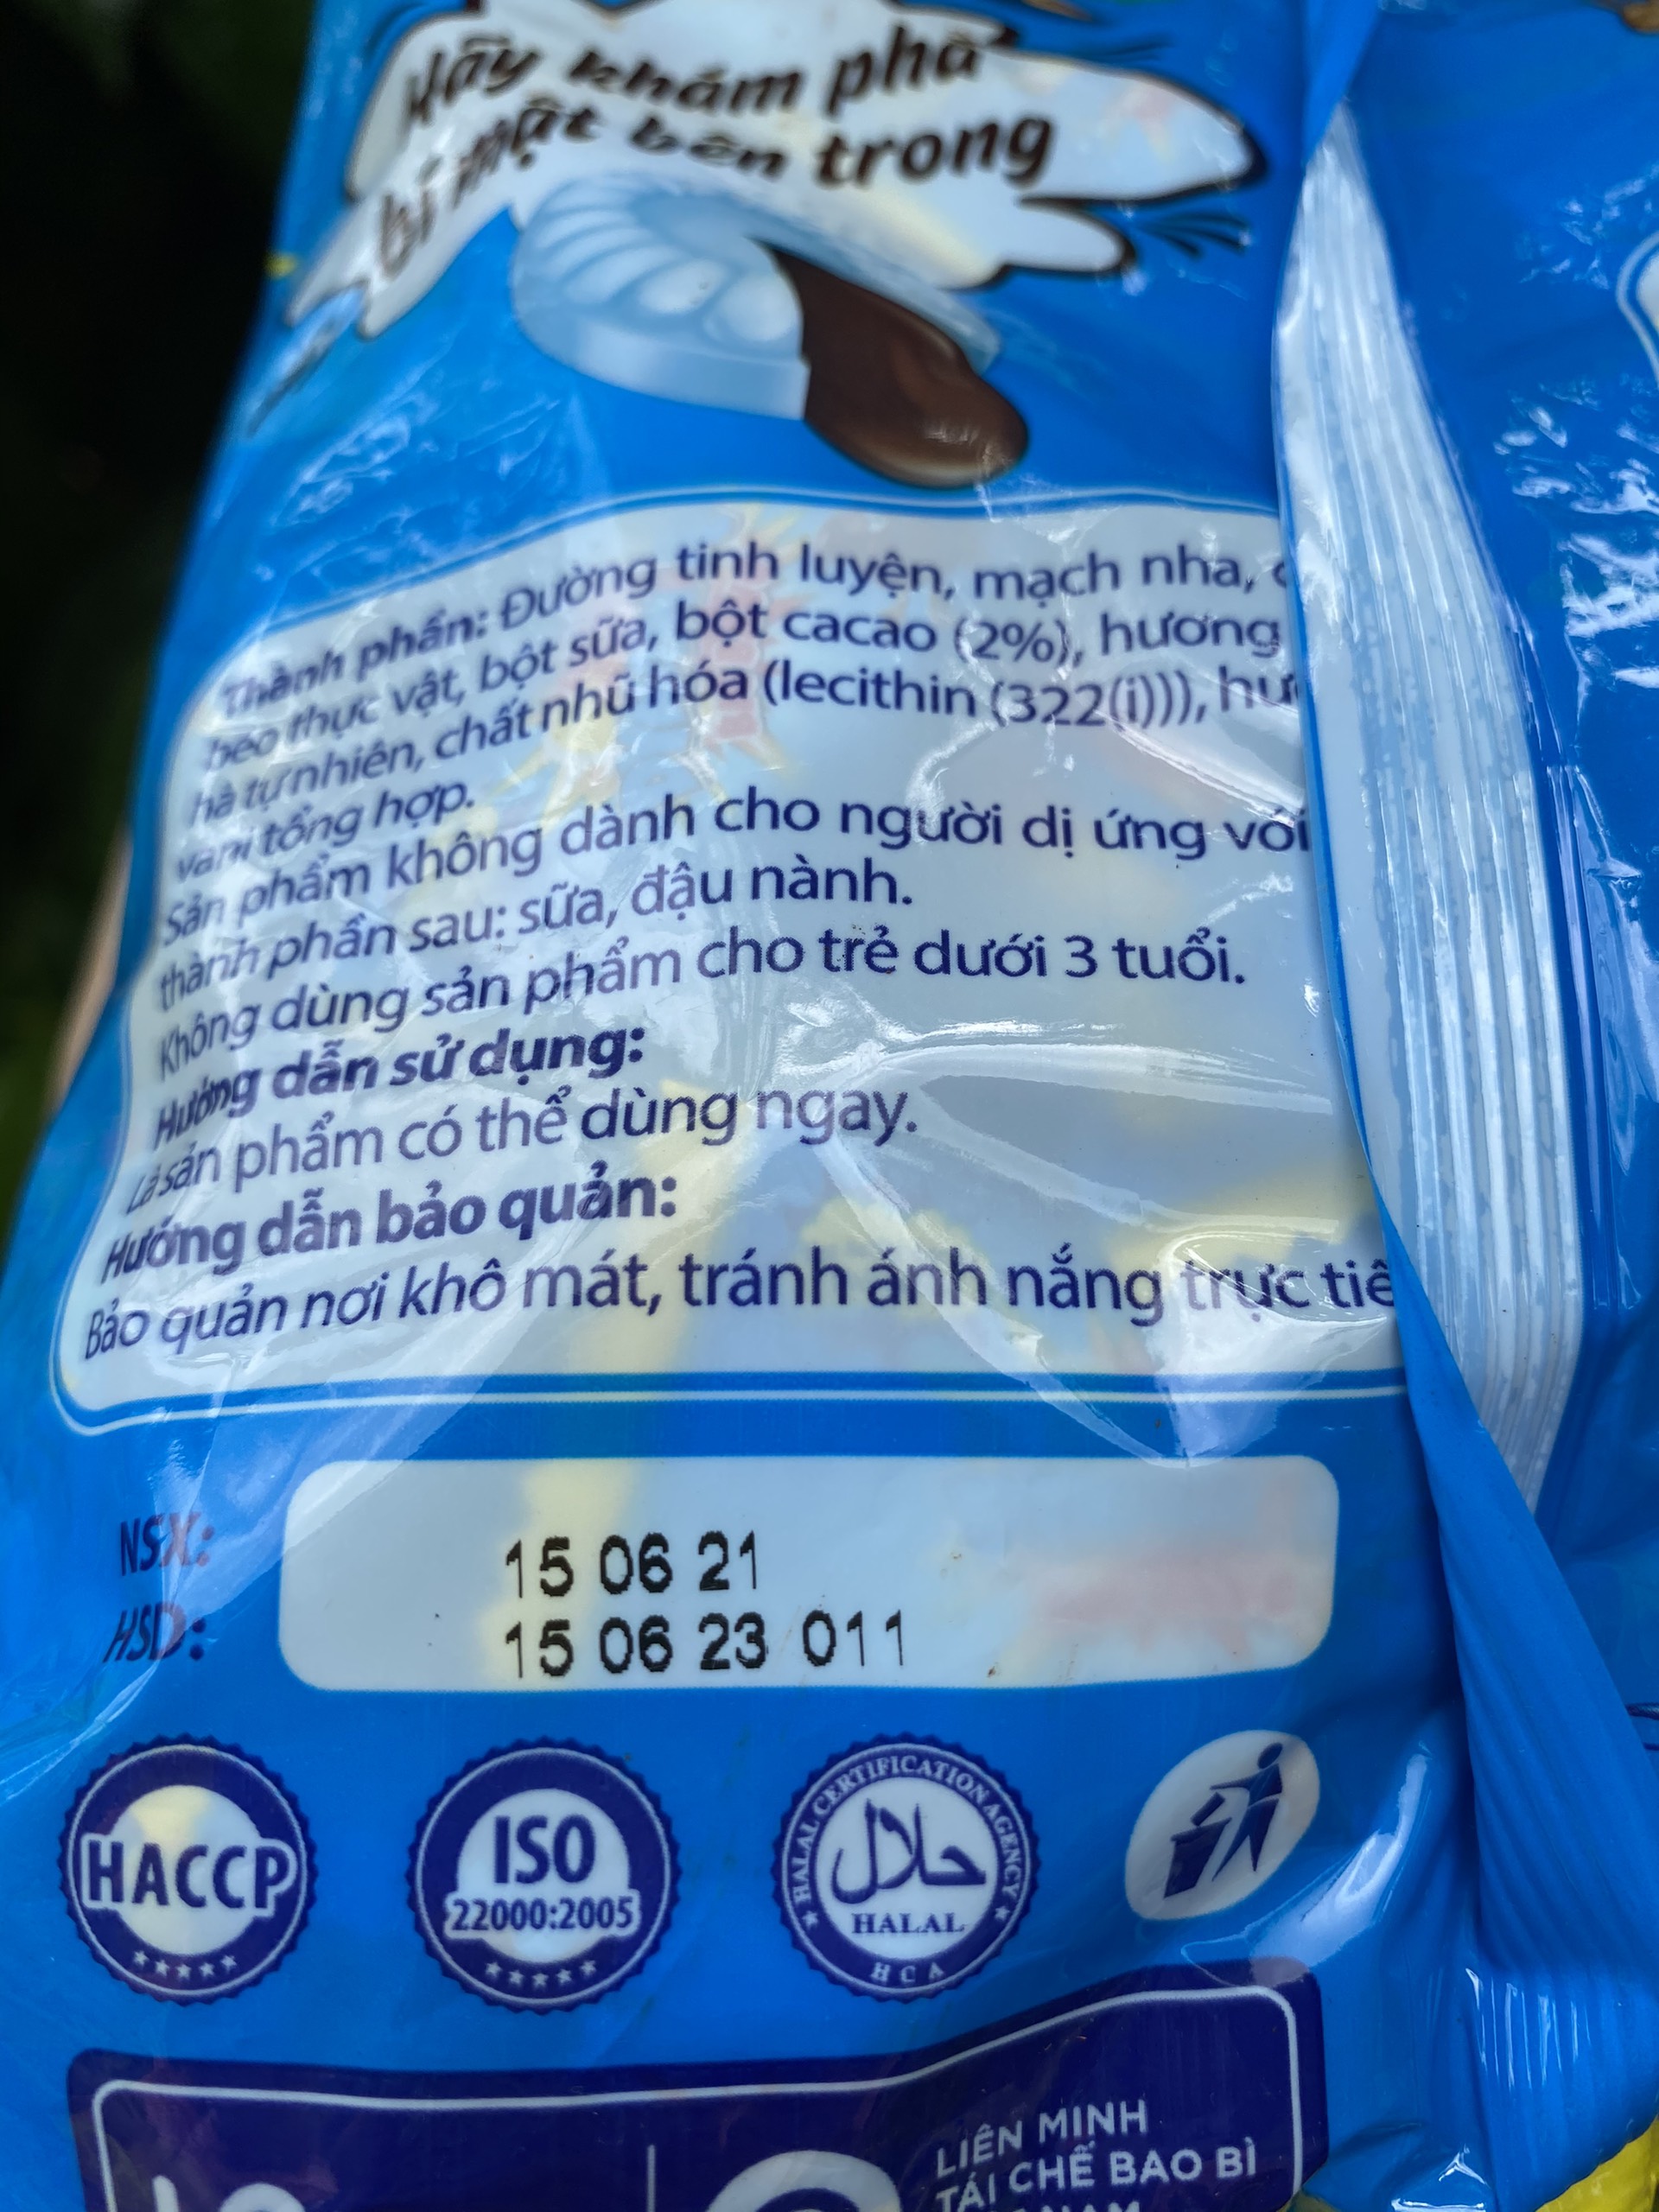 Hãy khám phá
bí mật bên trong
Thành phần: Đường tinh luyện, mạch nha,
béo thực vật, bột sữa, bột cacao (2%), hương
hà tự nhiên, chất nhũ hóa (lecithin (322(i))),
vani tổng hợp.
Sản phẩm không dành cho người dị ứng với
thành phần sau: sữa, đậu nành.
Không dùng sản phẩm cho trẻ dưới 3 tuổi.
Hướng dẫn sử dụng:
Là sản phẩm có thể dùng ngay.
Hướng dẫn bảo quản:
Bảo quản nơi khô mát, tránh ánh nắng trực
NSX: 15 06 21
HSD: 15 06 23 011
HACCP
ISO
22000:2005
HALAL CERTIFICATION AGENCY
حلال
HALAL
HCA
LIÊN MINH
TÁI CHẾ BAO BÌ